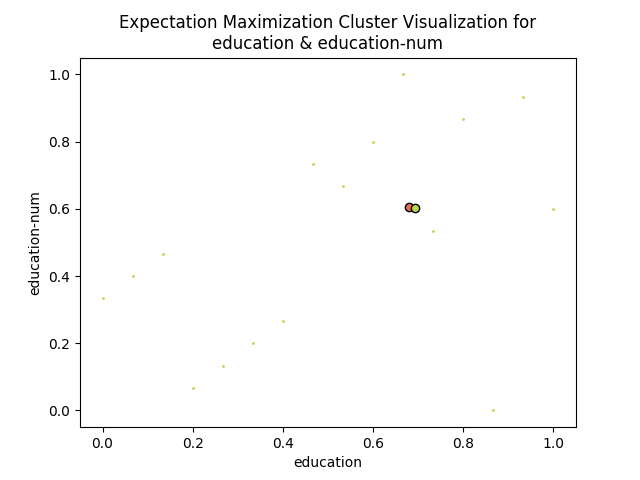 Expectation Maximization Cluster Visualization for
education & education-num
1.0
0.8
0.6
0.4
0.2
0.0
education-num
0.0 0.2 0.4 0.6 0.8 1.0
education